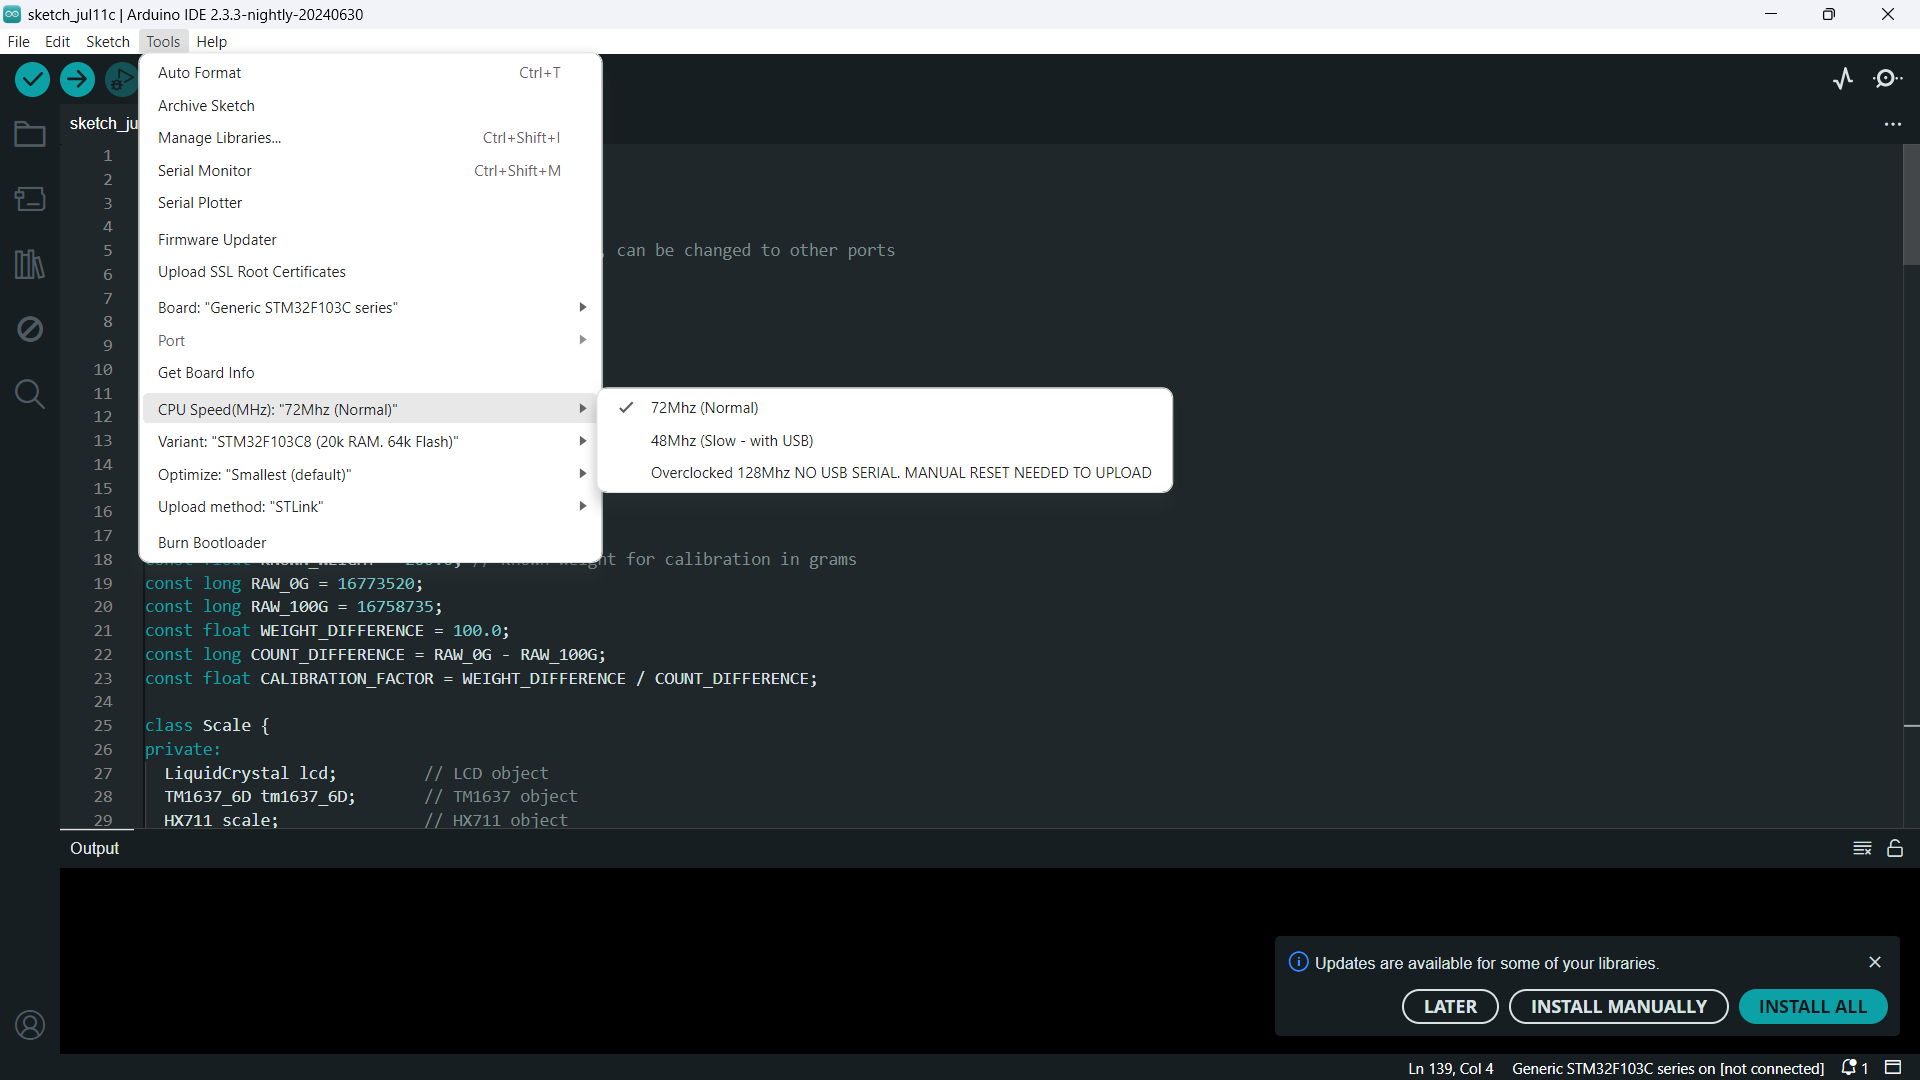 sketch_jul11c | Arduino IDE 2.3.3-nightly-20240630
File Edit Sketch Tools Help
Auto Format Ctrl+T
Archive Sketch
Manage Libraries... Ctrl+Shift+I
Serial Monitor Ctrl+Shift+M
Serial Plotter
Firmware Updater
Upload SSL Root Certificates
Board: "Generic STM32F103C series"
Port
Get Board Info
CPU Speed(MHz): "72Mhz (Normal)"
Variant: "STM32F103C8 (20k RAM. 64k Flash)"
Optimize: "Smallest (default)"
Upload method: "STLink"
Burn Bootloader
72Mhz (Normal)
48Mhz (Slow - with USB)
Overclocked 128Mhz NO USB SERIAL. MANUAL RESET NEEDED TO UPLOAD
sketch_ju
1
2
3
4
5 can be changed to other ports
6
7
8
9
10
11
12
13
14
15
16
17
18 for calibration in grams
19 const long RAW_0G = 16773520;
20 const long RAW_100G = 16758735;
21 const float WEIGHT_DIFFERENCE = 100.0;
22 const long COUNT_DIFFERENCE = RAW_0G - RAW_100G;
23 const float CALIBRATION_FACTOR = WEIGHT_DIFFERENCE / COUNT_DIFFERENCE;
24
25 class Scale {
26 private:
27 LiquidCrystal lcd; // LCD object
28 TM1637_6D tm1637_6D; // TM1637 object
29 HX711 scale; // HX711 object
Output
Updates are available for some of your libraries.
LATER INSTALL MANUALLY INSTALL ALL
Ln 139, Col 4 Generic STM32F103C series on [not connected] 1